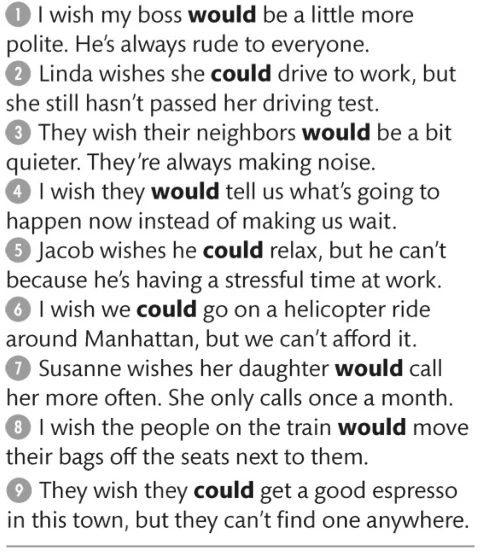 1 I wish my boss would be a little more
polite. He's always rude to everyone.
2 Linda wishes she could drive to work, but
she still hasn't passed her driving test.
3 They wish their neighbors would be a bit
quieter. They're always making noise.
4 I wish they would tell us what's going to
happen now instead of making us wait.
5 Jacob wishes he could relax, but he can't
because he's having a stressful time at work.
6 I wish we could go on a helicopter ride
around Manhattan, but we can't afford it.
7 Susanne wishes her daughter would call
her more often. She only calls once a month.
8 I wish the people on the train would move
their bags off the seats next to them.
9 They wish they could get a good espresso
in this town, but they can't find one anywhere.